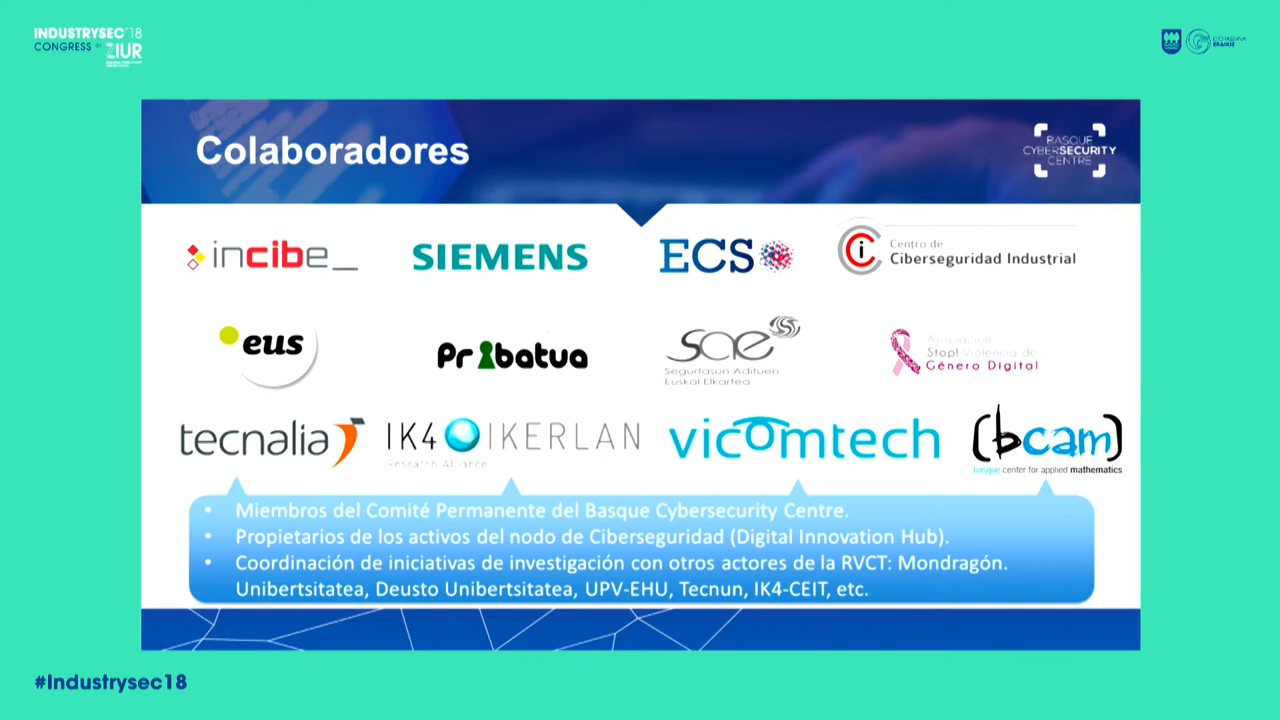 INDUSTRYSEC'18
CONGRESS BY ZIUR
Colaboradores
BASQUE
CYBERSECURITY
CENTRE
incibe_
SIEMENS
ECS
Centro de
Ciberseguridad Industrial
eus
Pribatua
sae
Segurtasun Adituen
Euskal Elkartea
Asociación
Stop! Violencia de
Género Digital
tecnalia
IK4 IKERLAN
Research Alliance
vicomtech
(bcam)
basque center for applied mathematics
• Miembros del Comité Permanente del Basque Cybersecurity Centre.
• Propietarios de los activos del nodo de Ciberseguridad (Digital Innovation Hub).
• Coordinación de iniciativas de investigación con otros actores de la RVCT: Mondragón.
Unibertsitatea, Deusto Unibertsitatea, UPV-EHU, Tecnun, IK4-CEIT, etc.
#Industrysec18